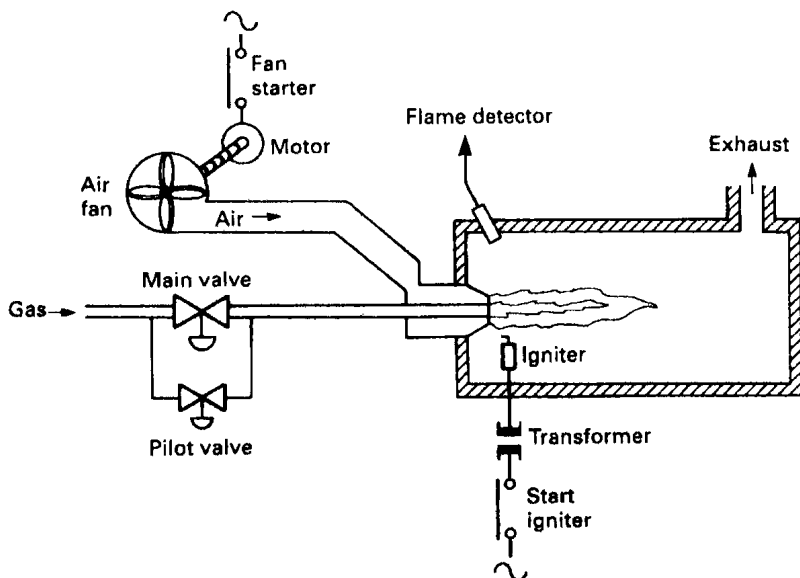 Fan
starter
Flame detector
Motor
Exhaust
Air
fan
Air
Main valve
Gas
Igniter
Pilot valve
Transformer
Start
igniter